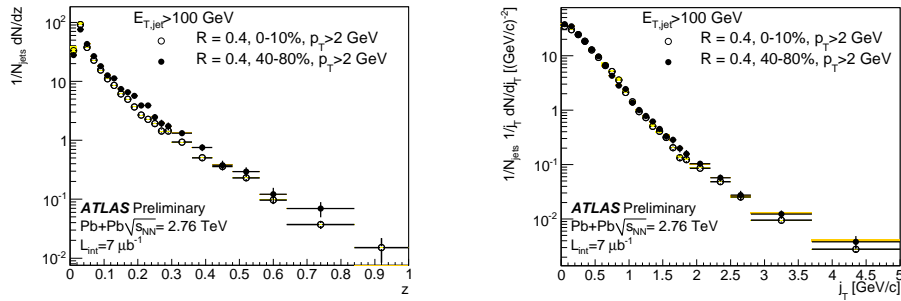 E_T,jet>100 GeV
R = 0.4, 0-10%, p_T>2 GeV
R = 0.4, 40-80%, p_T>2 GeV
1/N_jets dN/dz
10²
10
1
10⁻¹
10⁻²
ATLAS Preliminary
Pb+Pb√s_NN= 2.76 TeV
L_int=7 μb⁻¹
0 0.1 0.2 0.3 0.4 0.5 0.6 0.7 0.8 0.9 1
z
E_T,jet>100 GeV
R = 0.4, 0-10%, p_T>2 GeV
R = 0.4, 40-80%, p_T>2 GeV
1/N_jets 1/j_T dN/dj_T [(GeV/c)⁻²]
10²
10
1
10⁻¹
10⁻²
ATLAS Preliminary
Pb+Pb√s_NN= 2.76 TeV
L_int=7 μb⁻¹
0 0.5 1 1.5 2 2.5 3 3.5 4 4.5 5
j_T [GeV/c]